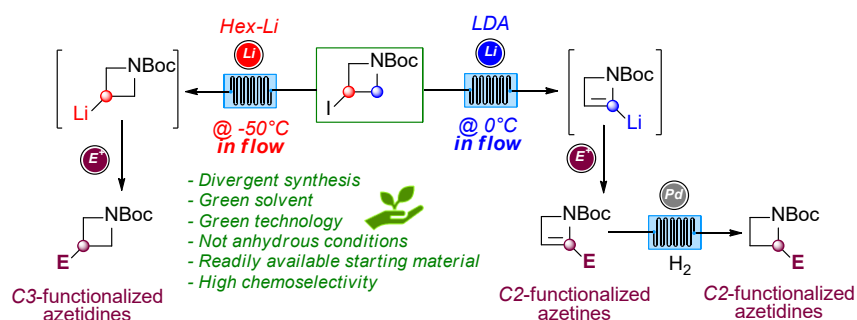 Hex-Li
Li
@ -50°C
in flow
NBoc
I
LDA
Li
@ 0°C
in flow
NBoc
Li
E+
NBoc
E
C3-functionalized
azetidines
- Divergent synthesis
- Green solvent
- Green technology
- Not anhydrous conditions
- Readily available starting material
- High chemoselectivity
NBoc
Li
E+
NBoc
E
C2-functionalized
azetines
Pd
H2
NBoc
E
C2-functionalized
azetidines